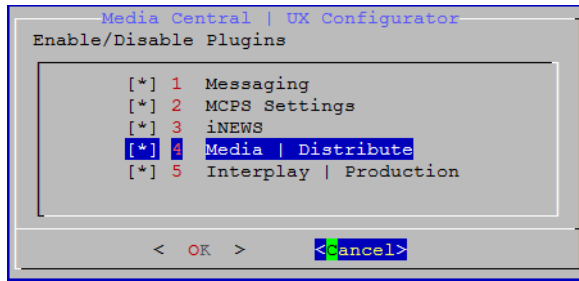 Media Central | UX Configurator
Enable/Disable Plugins
[*] 1 Messaging
[*] 2 MCPS Settings
[*] 3 iNEWS
[*] 4 Media | Distribute
[*] 5 Interplay | Production
< OK > <Cancel>